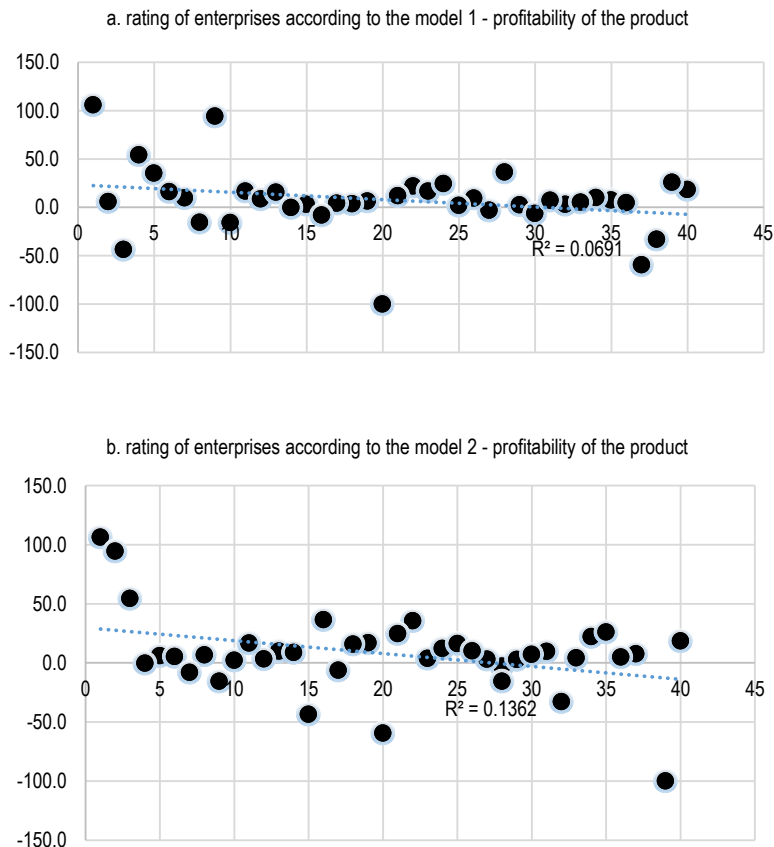 a. rating of enterprises according to the model 1 - profitability of the product
150.0
100.0
50.0
0.0
0 5 10 15 20 25 30 35 40 45
R² = 0.0691
-50.0
-100.0
-150.0
b. rating of enterprises according to the model 2 - profitability of the product
150.0
100.0
50.0
0.0
0 5 10 15 20 25 30 35 40 45
R² = 0.1362
-50.0
-100.0
-150.0